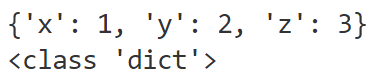 {'x': 1, 'y': 2, 'z': 3}
<class 'dict'>